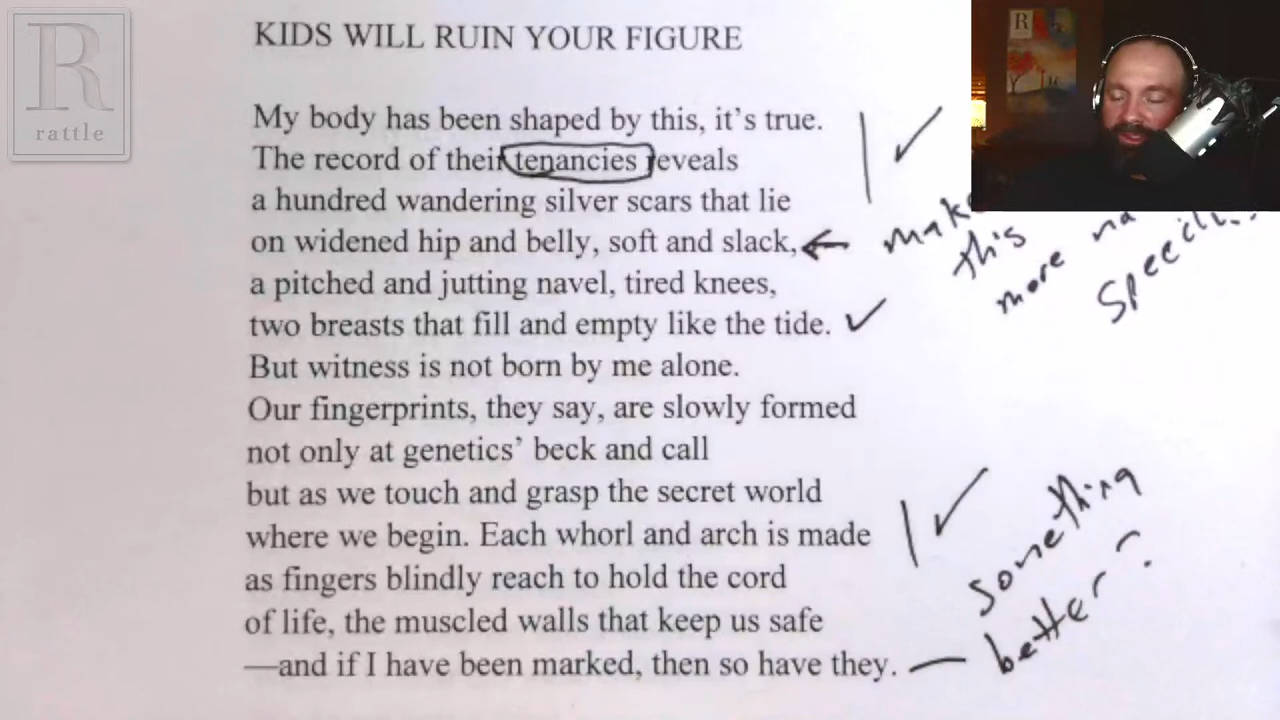 R
rattle
KIDS WILL RUIN YOUR FIGURE
My body has been shaped by this, it's true.
The record of their tenancies reveals
a hundred wandering silver scars that lie
on widened hip and belly, soft and slack,
a pitched and jutting navel, tired knees,
two breasts that fill and empty like the tide.
But witness is not born by me alone.
Our fingerprints, they say, are slowly formed
not only at genetics' beck and call
but as we touch and grasp the secret world
where we begin. Each whorl and arch is made
as fingers blindly reach to hold the cord
of life, the muscled walls that keep us safe
—and if I have been marked, then so have they.
this
more
something
better?
R